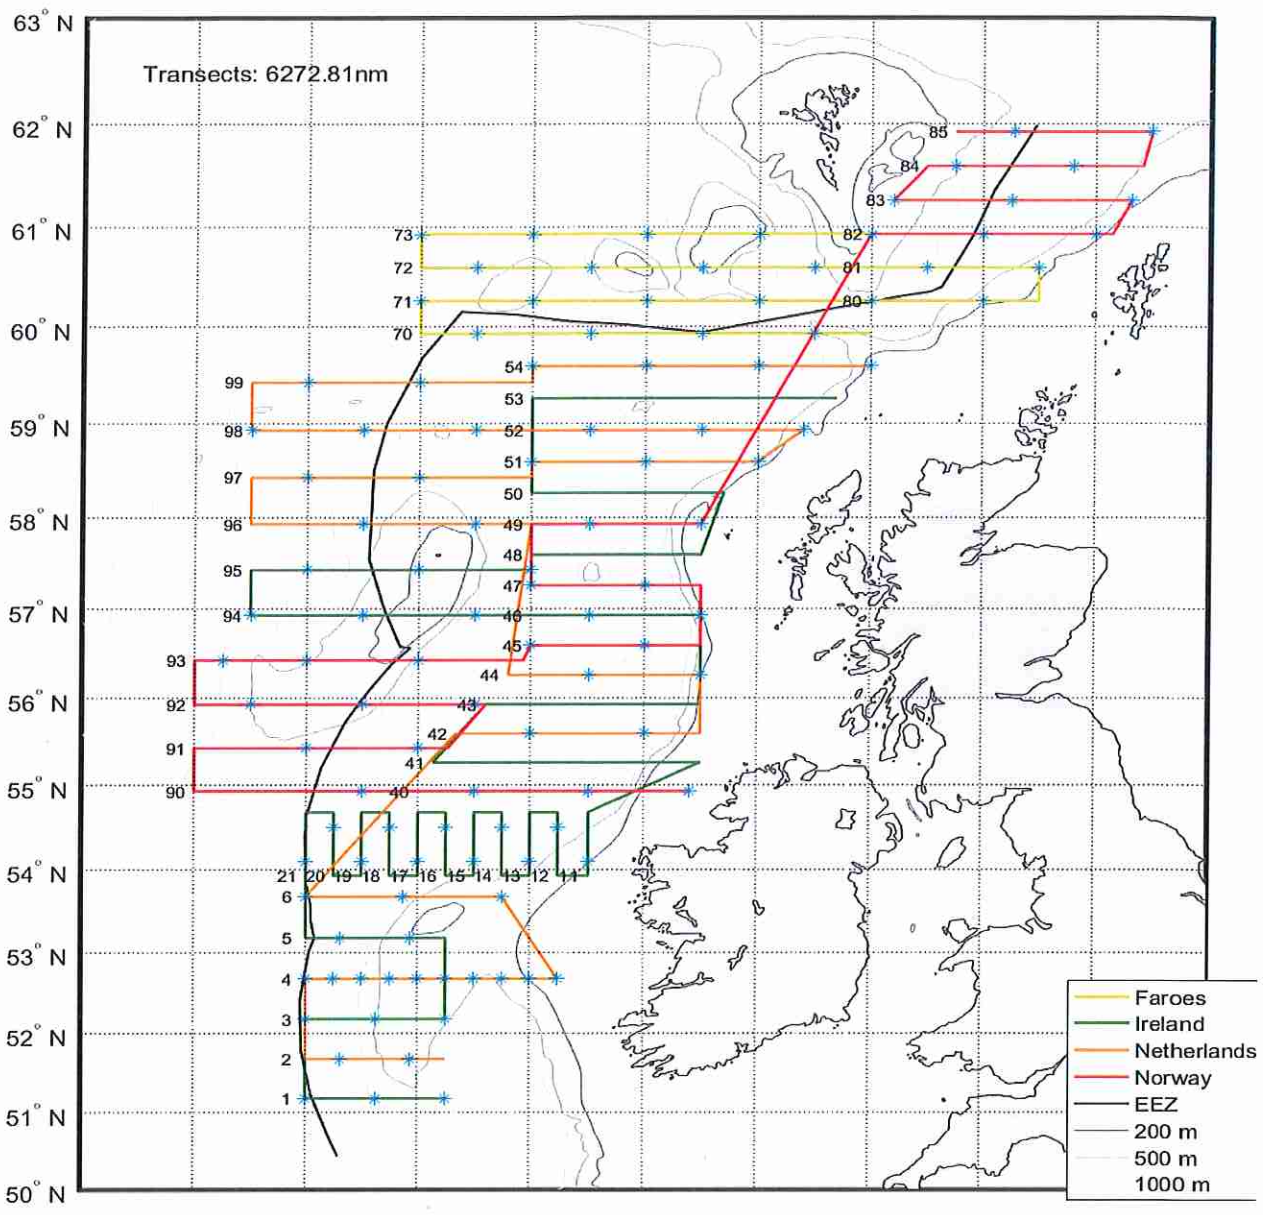 63° N
Transects: 6272.81nm
62° N
85
84
83
61° N
73
82
72
81
71
80
60° N
70
54
99
53
59° N
98
52
51
97
50
58° N
96
49
48
95
47
57° N
94
46
45
93
44
56° N
92
43
42
91
41
55° N
90
40
54° N
21 20 19 18 17 16 15 14 13 12 11
6
5
53° N
4
3
52° N
2
1
51° N
50° N
Faroes
Ireland
Netherlands
Norway
EEZ
200 m
500 m
1000 m